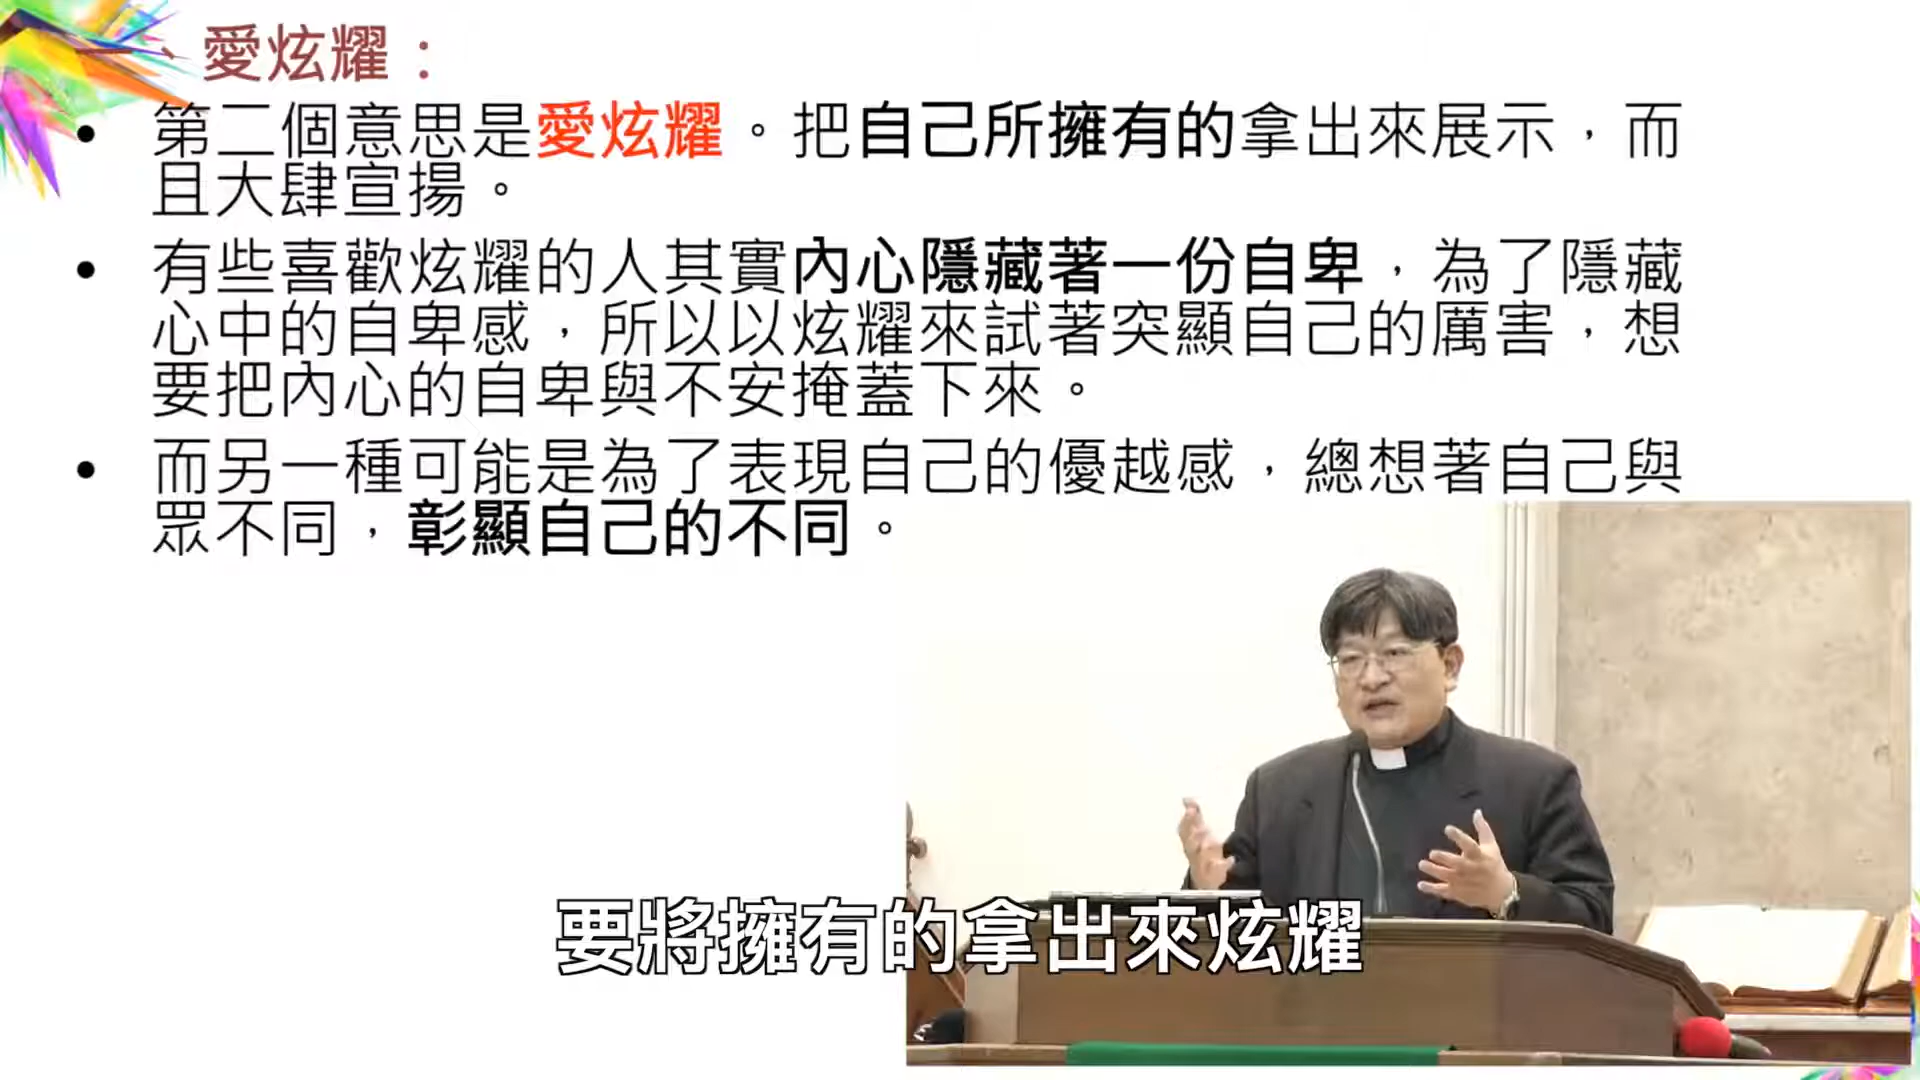 一、愛炫耀：
• 第二個意思是愛炫耀。把自己所擁有的拿出來展示，而
且大肆宣揚。
• 有些喜歡炫耀的人其實內心隱藏著一份自卑，為了隱藏
心中的自卑感，所以以炫耀來試著突顯自己的厲害，想
要把內心的自卑與不安掩蓋下來。
• 而另一種可能是為了表現自己的優越感，總想著自己與
眾不同，彰顯自己的不同。
要將擁有的拿出來炫耀